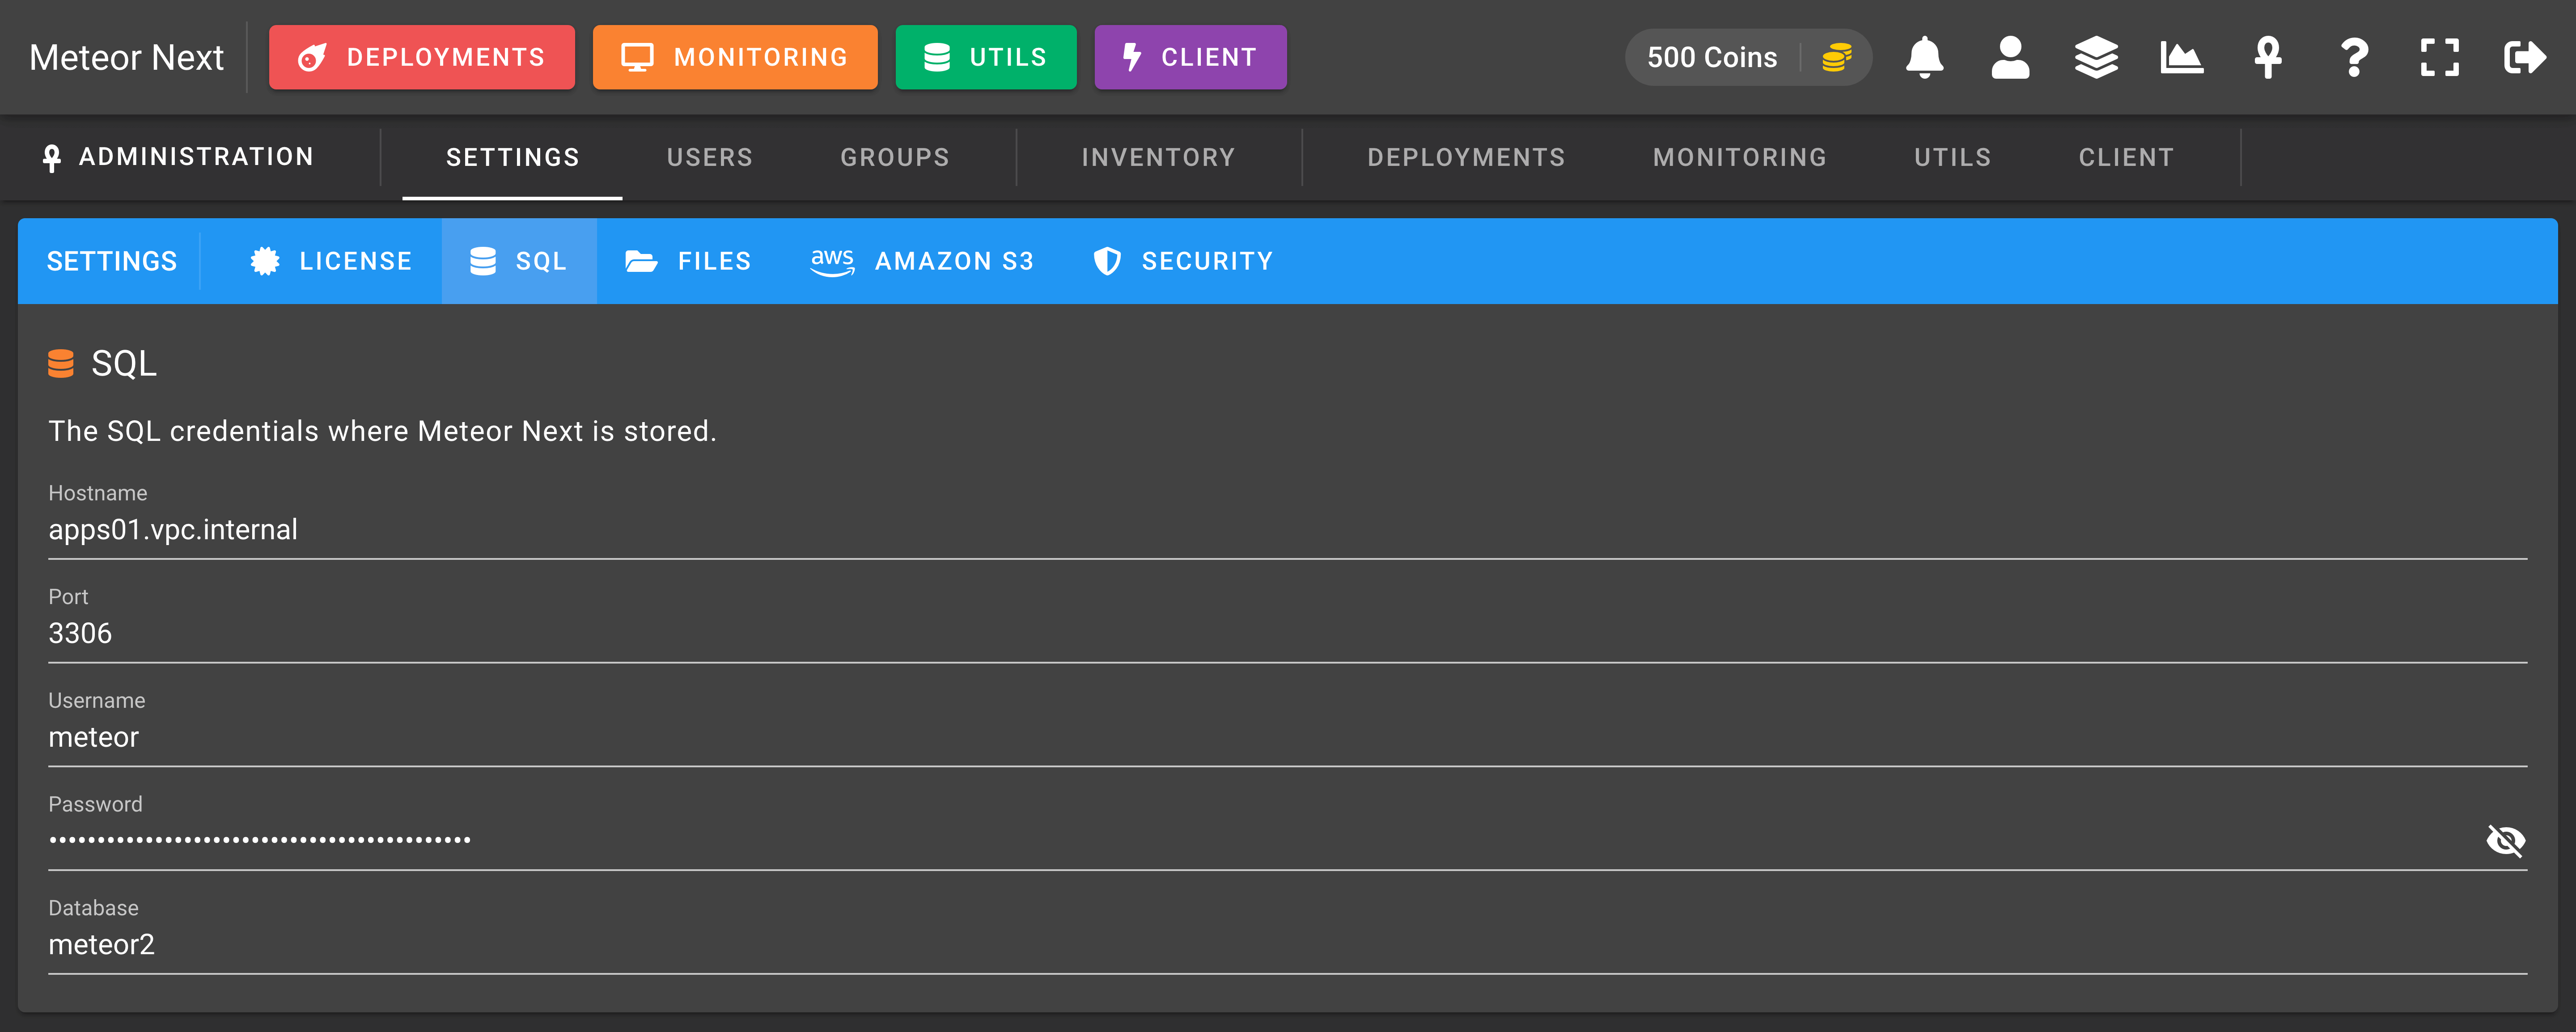 Meteor Next DEPLOYMENTS MONITORING UTILS CLIENT 500 Coins
ADMINISTRATION SETTINGS USERS GROUPS INVENTORY DEPLOYMENTS MONITORING UTILS CLIENT
SETTINGS LICENSE SQL FILES aws AMAZON S3 SECURITY
SQL
The SQL credentials where Meteor Next is stored.
Hostname
apps01.vpc.internal
Port
3306
Username
meteor
Password
••••••••••••••••••••••••••••••••••••••••••••
Database
meteor2